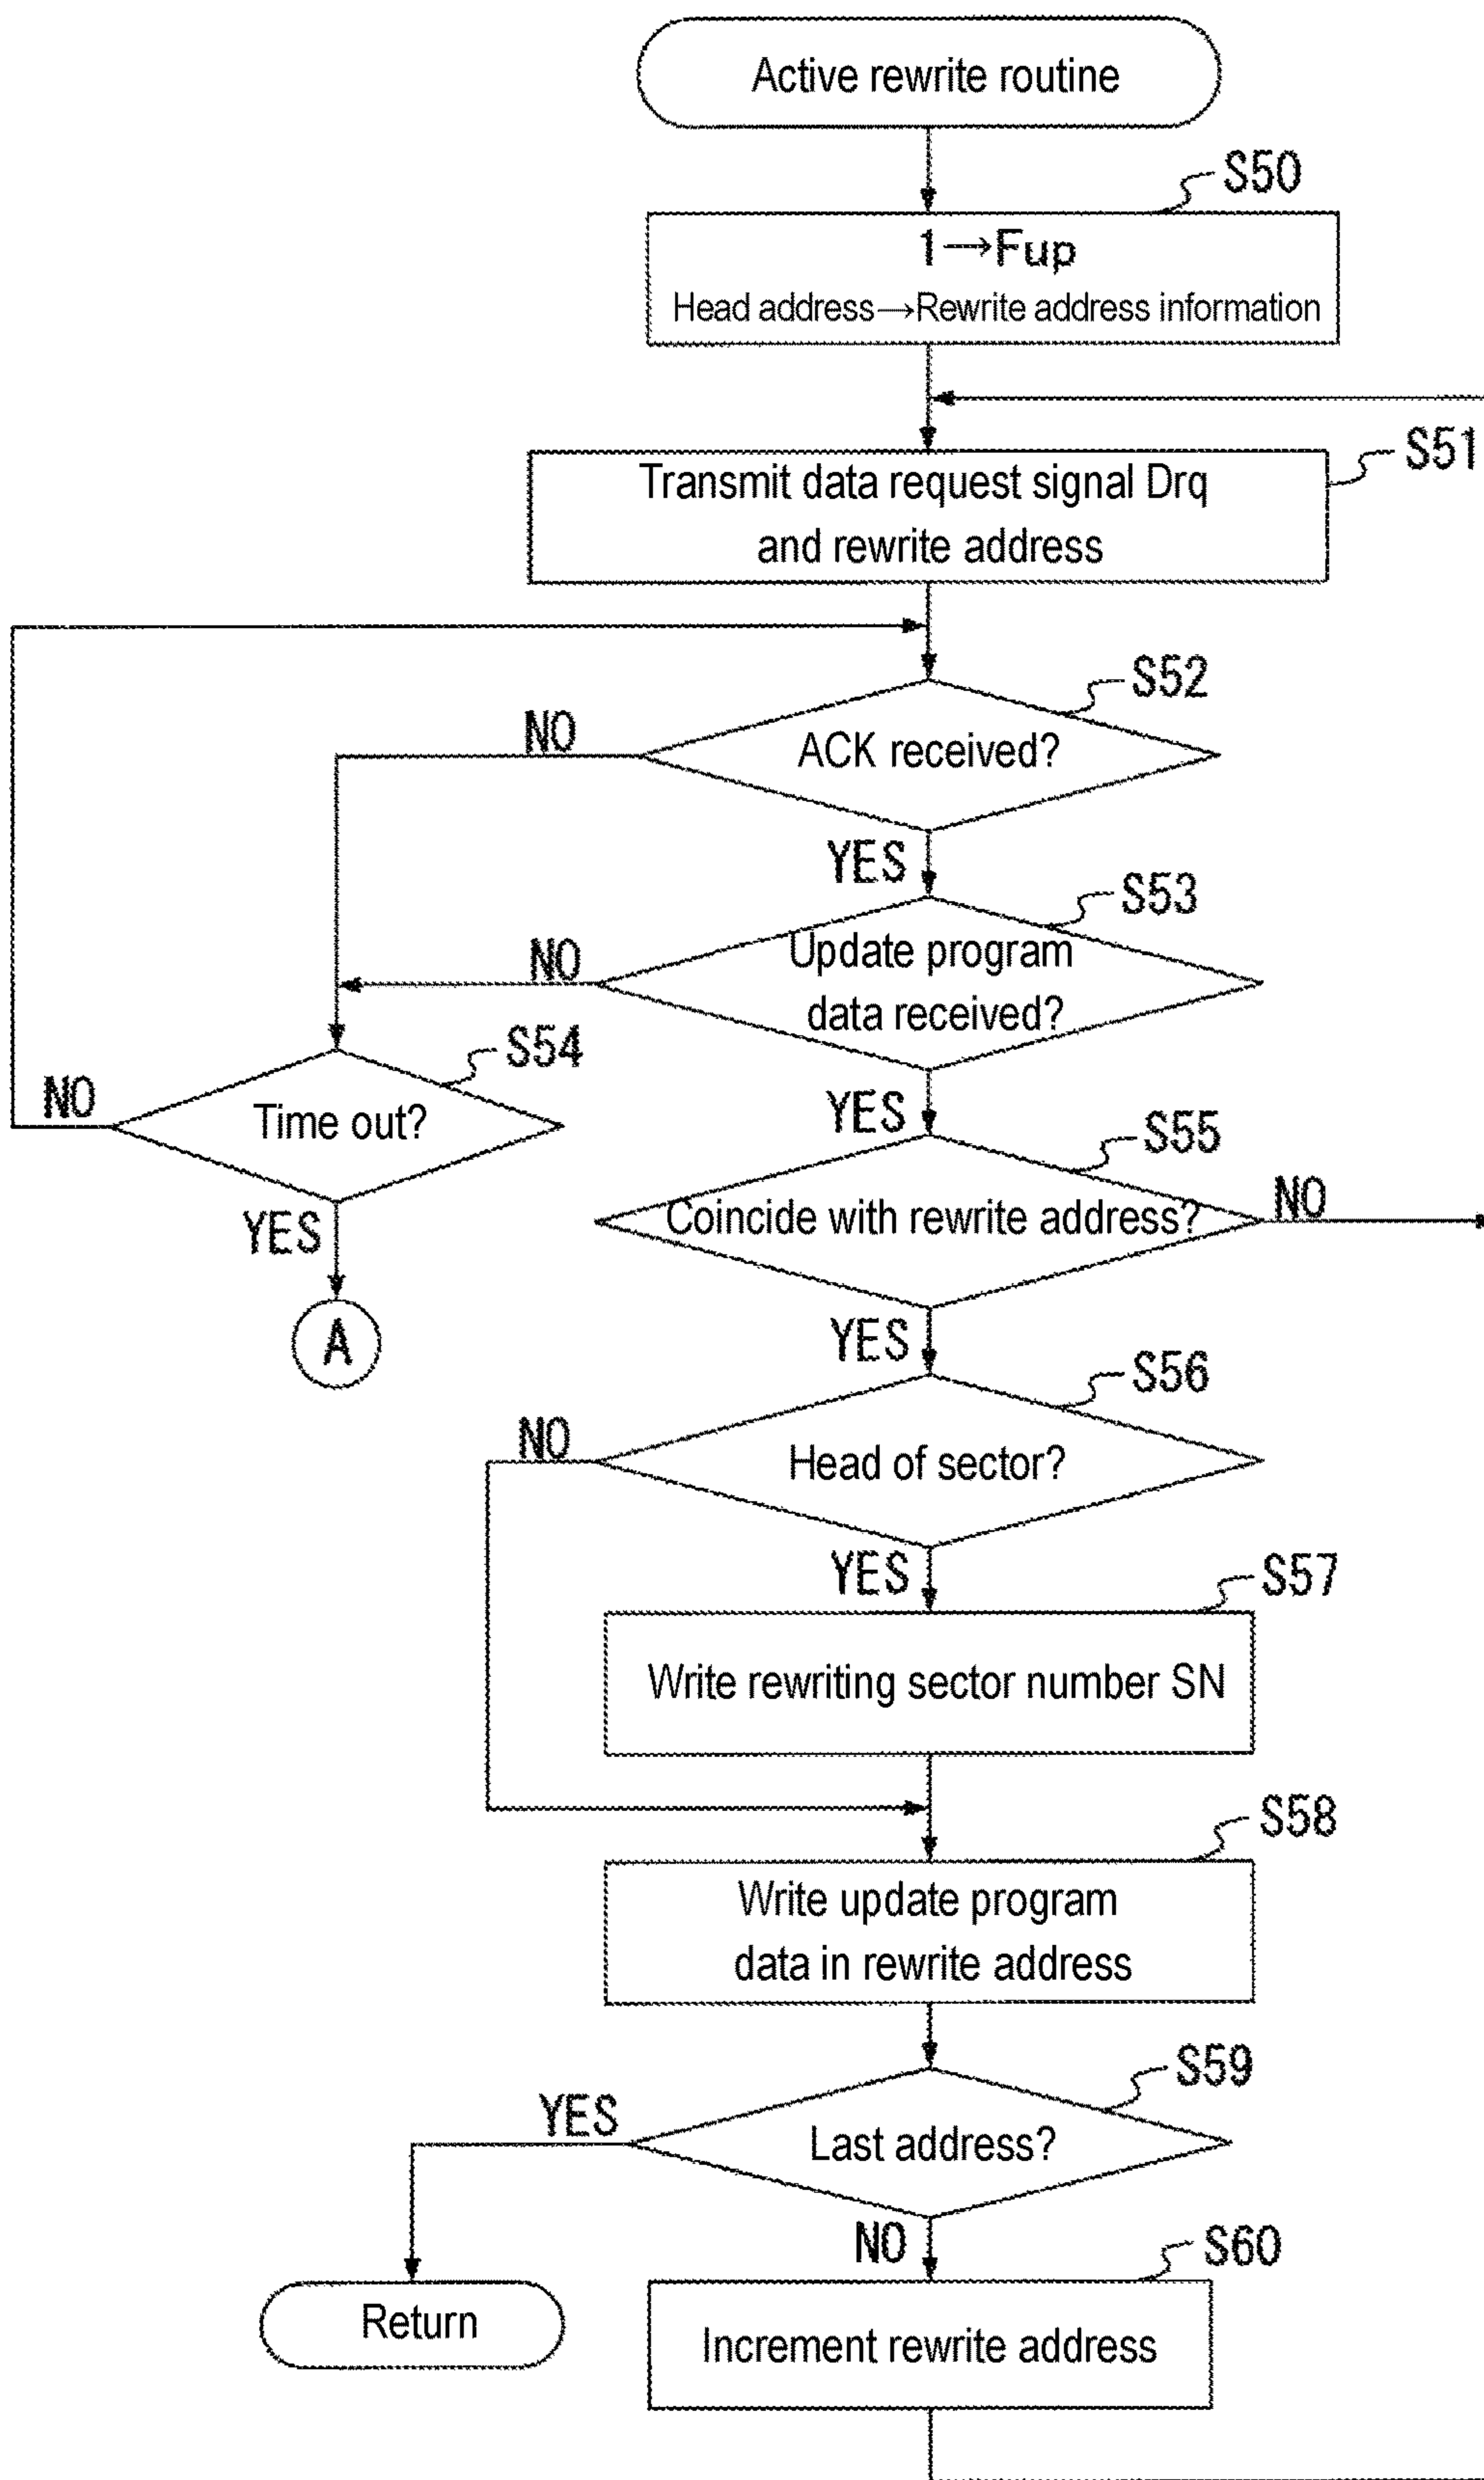 Active rewrite routine
S50
1→Fup
Head address→Rewrite address information
S51
Transmit data request signal Drq
and rewrite address
S52
NO
ACK received?
YES
S53
NO
Update program
data received?
S54
NO
Time out?
YES
YES
S55
Coincide with rewrite address?
NO
A
YES
S56
NO
Head of sector?
YES
S57
Write rewriting sector number SN
S58
Write update program
data in rewrite address
S59
YES
Last address?
NO
S60
Return
Increment rewrite address